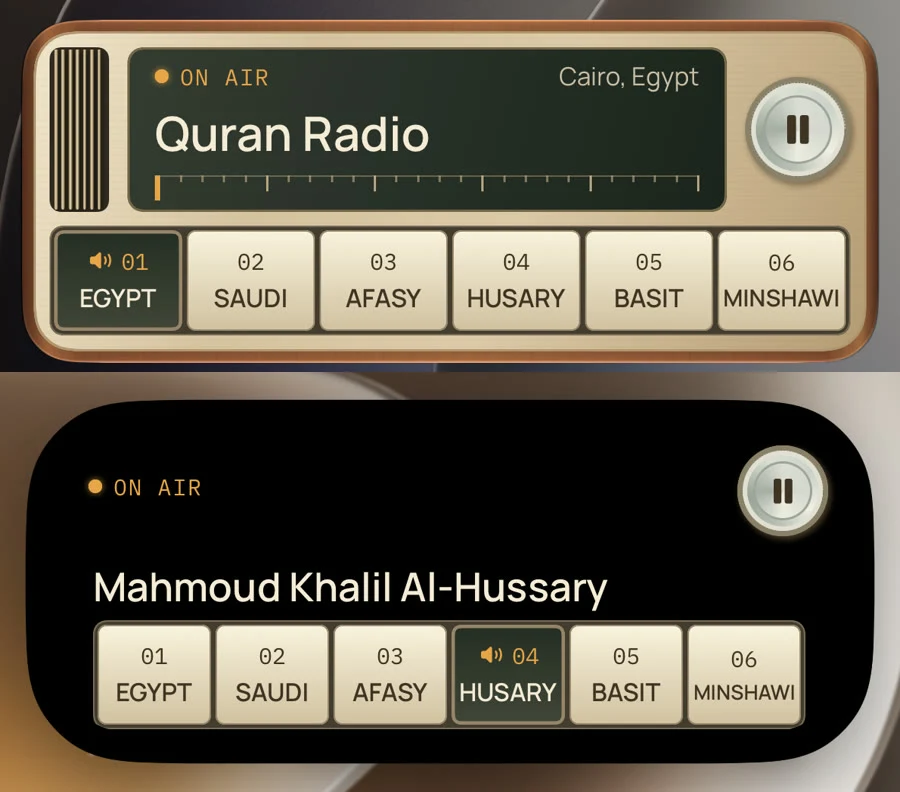 ON AIR
Cairo, Egypt
Quran Radio
01 02 03 04 05 06
EGYPT SAUDI AFASY HUSARY BASIT MINSHAWI
ON AIR
Mahmoud Khalil Al-Hussary
01 02 03 04 05 06
EGYPT SAUDI AFASY HUSARY BASIT MINSHAWI